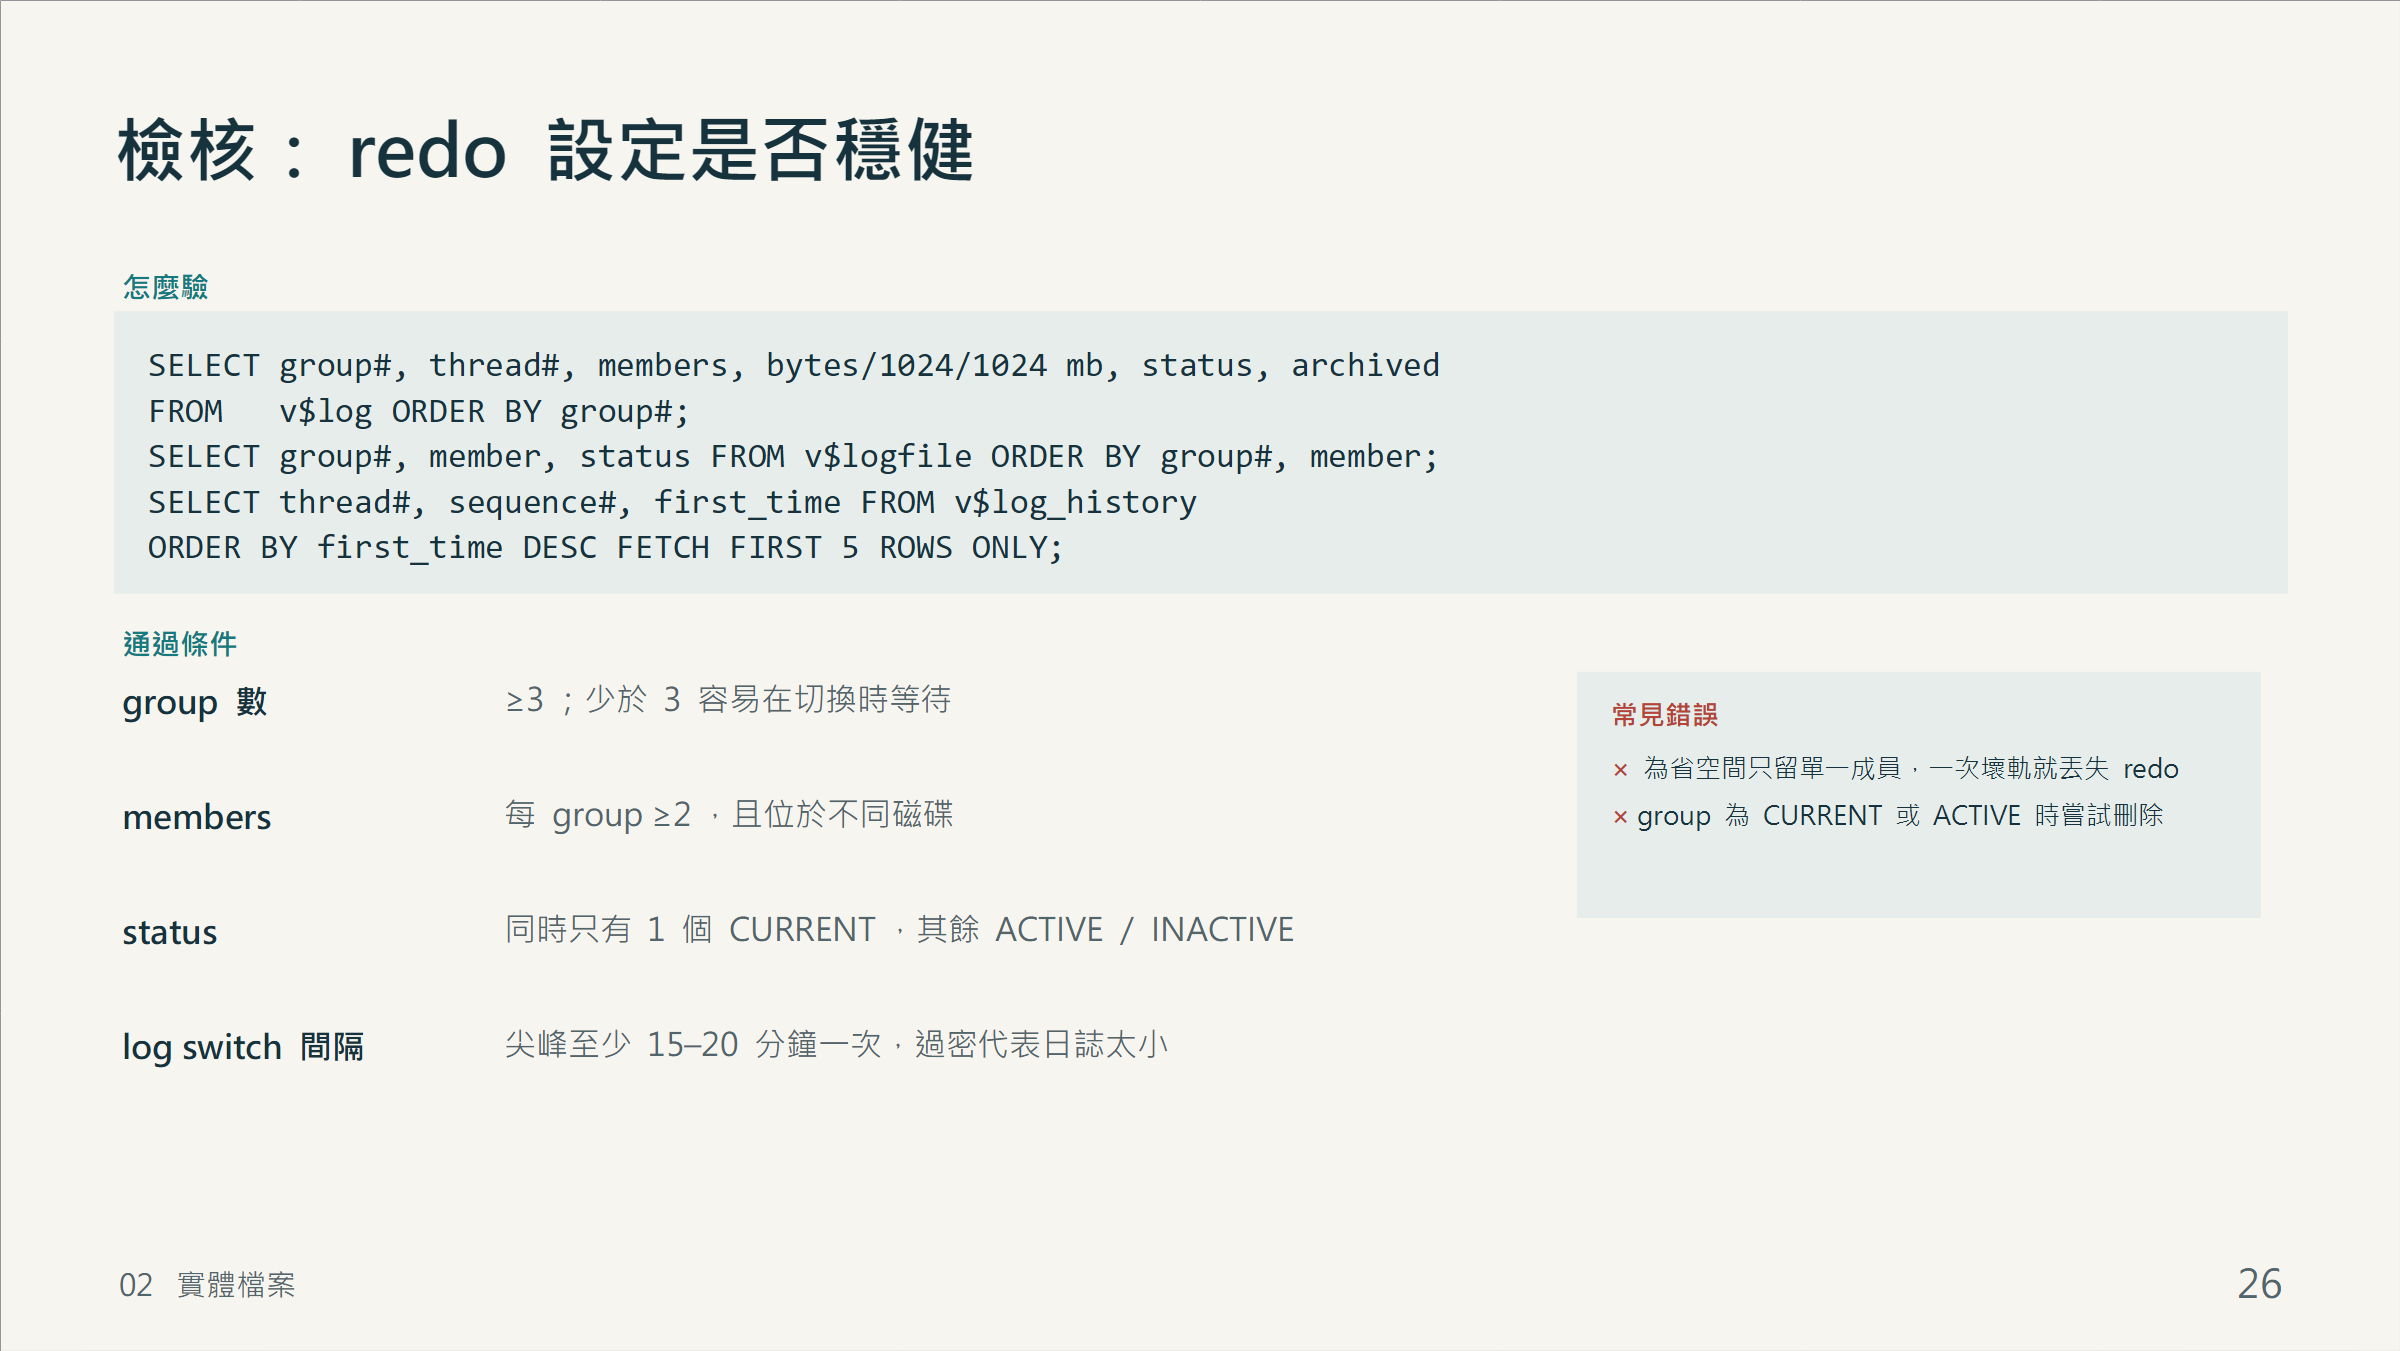 檢核：redo 設定是否穩健
怎麼驗
SELECT group#, thread#, members, bytes/1024/1024 mb, status, archived
FROM   v$log ORDER BY group#;
SELECT group#, member, status FROM v$logfile ORDER BY group#, member;
SELECT thread#, sequence#, first_time FROM v$log_history
ORDER BY first_time DESC FETCH FIRST 5 ROWS ONLY;
通過條件
group 數
≥3；少於 3 容易在切換時等待
members
每 group ≥2，且位於不同磁碟
status
同時只有 1 個 CURRENT，其餘 ACTIVE / INACTIVE
log switch 間隔
尖峰至少 15–20 分鐘一次，過密代表日誌太小
常見錯誤
× 為省空間只留單一成員，一次壞軌就丟失 redo
× group 為 CURRENT 或 ACTIVE 時嘗試刪除
02 實體檔案
26